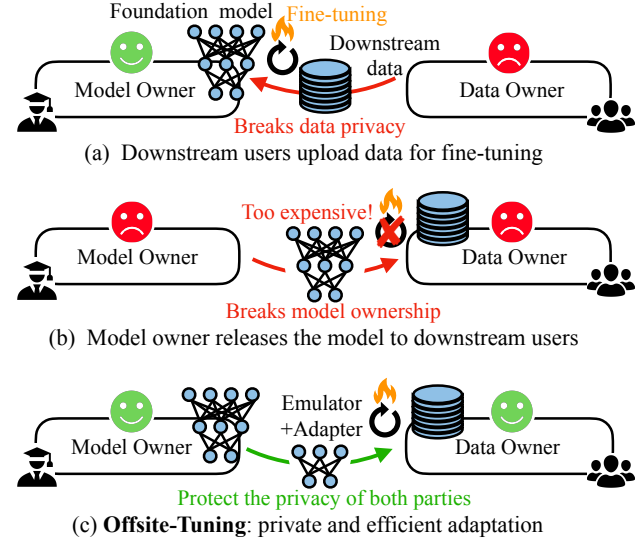 Foundation model
Fine-tuning
Downstream
data
Model Owner
Data Owner
Breaks data privacy
(a) Downstream users upload data for fine-tuning
Too expensive!
Model Owner
Data Owner
Breaks model ownership
(b) Model owner releases the model to downstream users
Emulator
+Adapter
Model Owner
Data Owner
Protect the privacy of both parties
(c) Offsite-Tuning: private and efficient adaptation